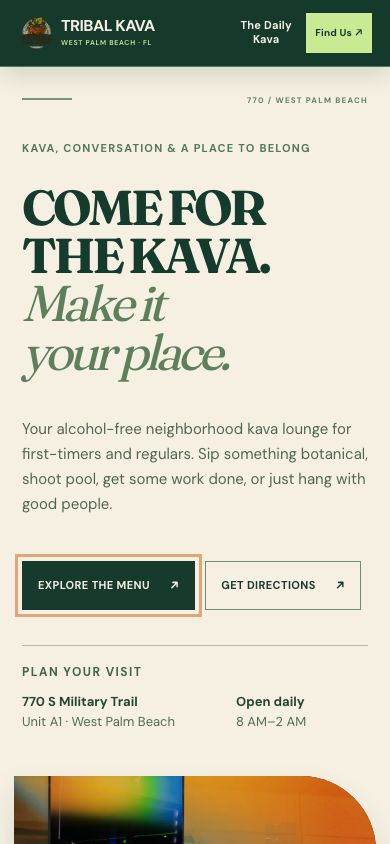 TRIBAL KAVA
WEST PALM BEACH · FL
The Daily
Kava
Find Us ↗
770 / WEST PALM BEACH
KAVA, CONVERSATION & A PLACE TO BELONG
COME FOR
THE KAVA.
Make it
your place.
Your alcohol-free neighborhood kava lounge for
first-timers and regulars. Sip something botanical,
shoot pool, get some work done, or just hang with
good people.
EXPLORE THE MENU ↗
GET DIRECTIONS ↗
PLAN YOUR VISIT
770 S Military Trail
Unit A1 · West Palm Beach
Open daily
8 AM–2 AM